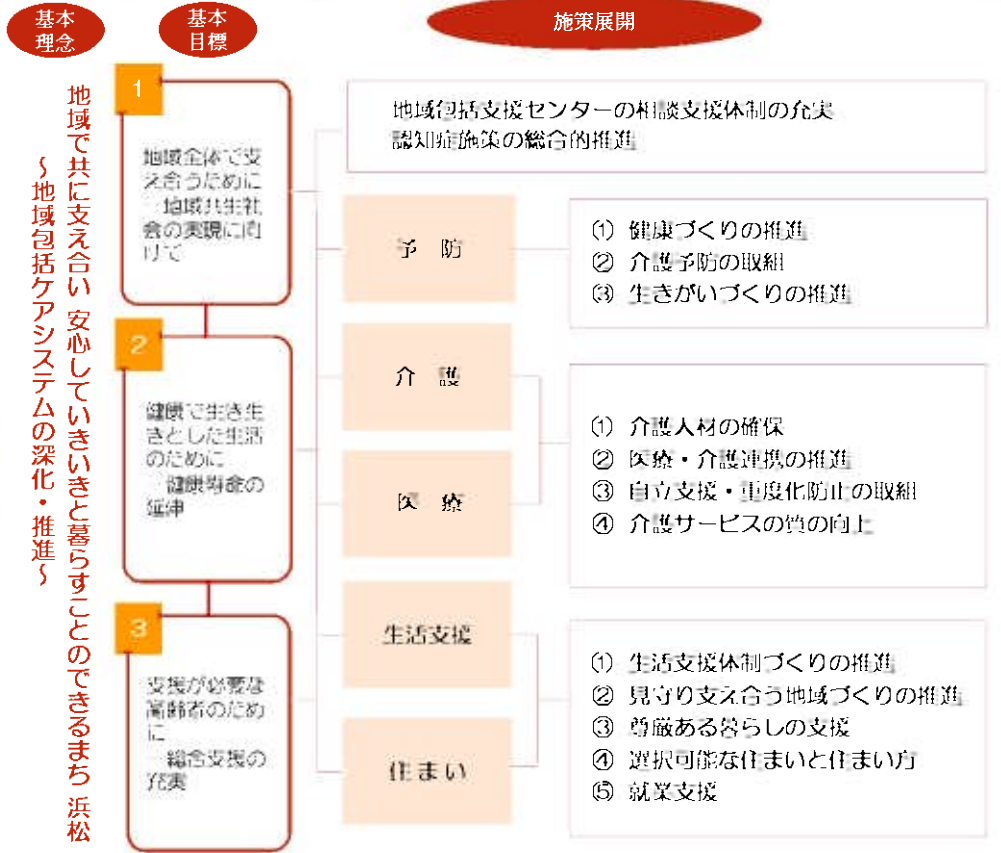 基本
理念
基本
目標
施策展開
地域で共に支え合い 安心していきいきと暮らすことのできるまち 浜松
～地域包括ケアシステムの深化・推進～
1
地域全体で支
え合うために
地域共生社
会の実現に向
けて
2
健康で生き生
きとした生活
のために
健康寿命の
延伸
3
支援が必要な
高齢者のため
に
総合支援の
充実
地域包括支援センターの相談支援体制の充実
認知症施策の総合的推進
予 防
① 健康づくりの推進
② 介護予防の取組
③ 生きがいづくりの推進
介 護
医 療
① 介護人材の確保
② 医療・介護連携の推進
③ 自立支援・重度化防止の取組
④ 介護サービスの質の向上
生活支援
住まい
① 生活支援体制づくりの推進
② 見守り支え合う地域づくりの推進
③ 尊厳ある暮らしの支援
④ 選択可能な住まいと住まい方
⑤ 就業支援